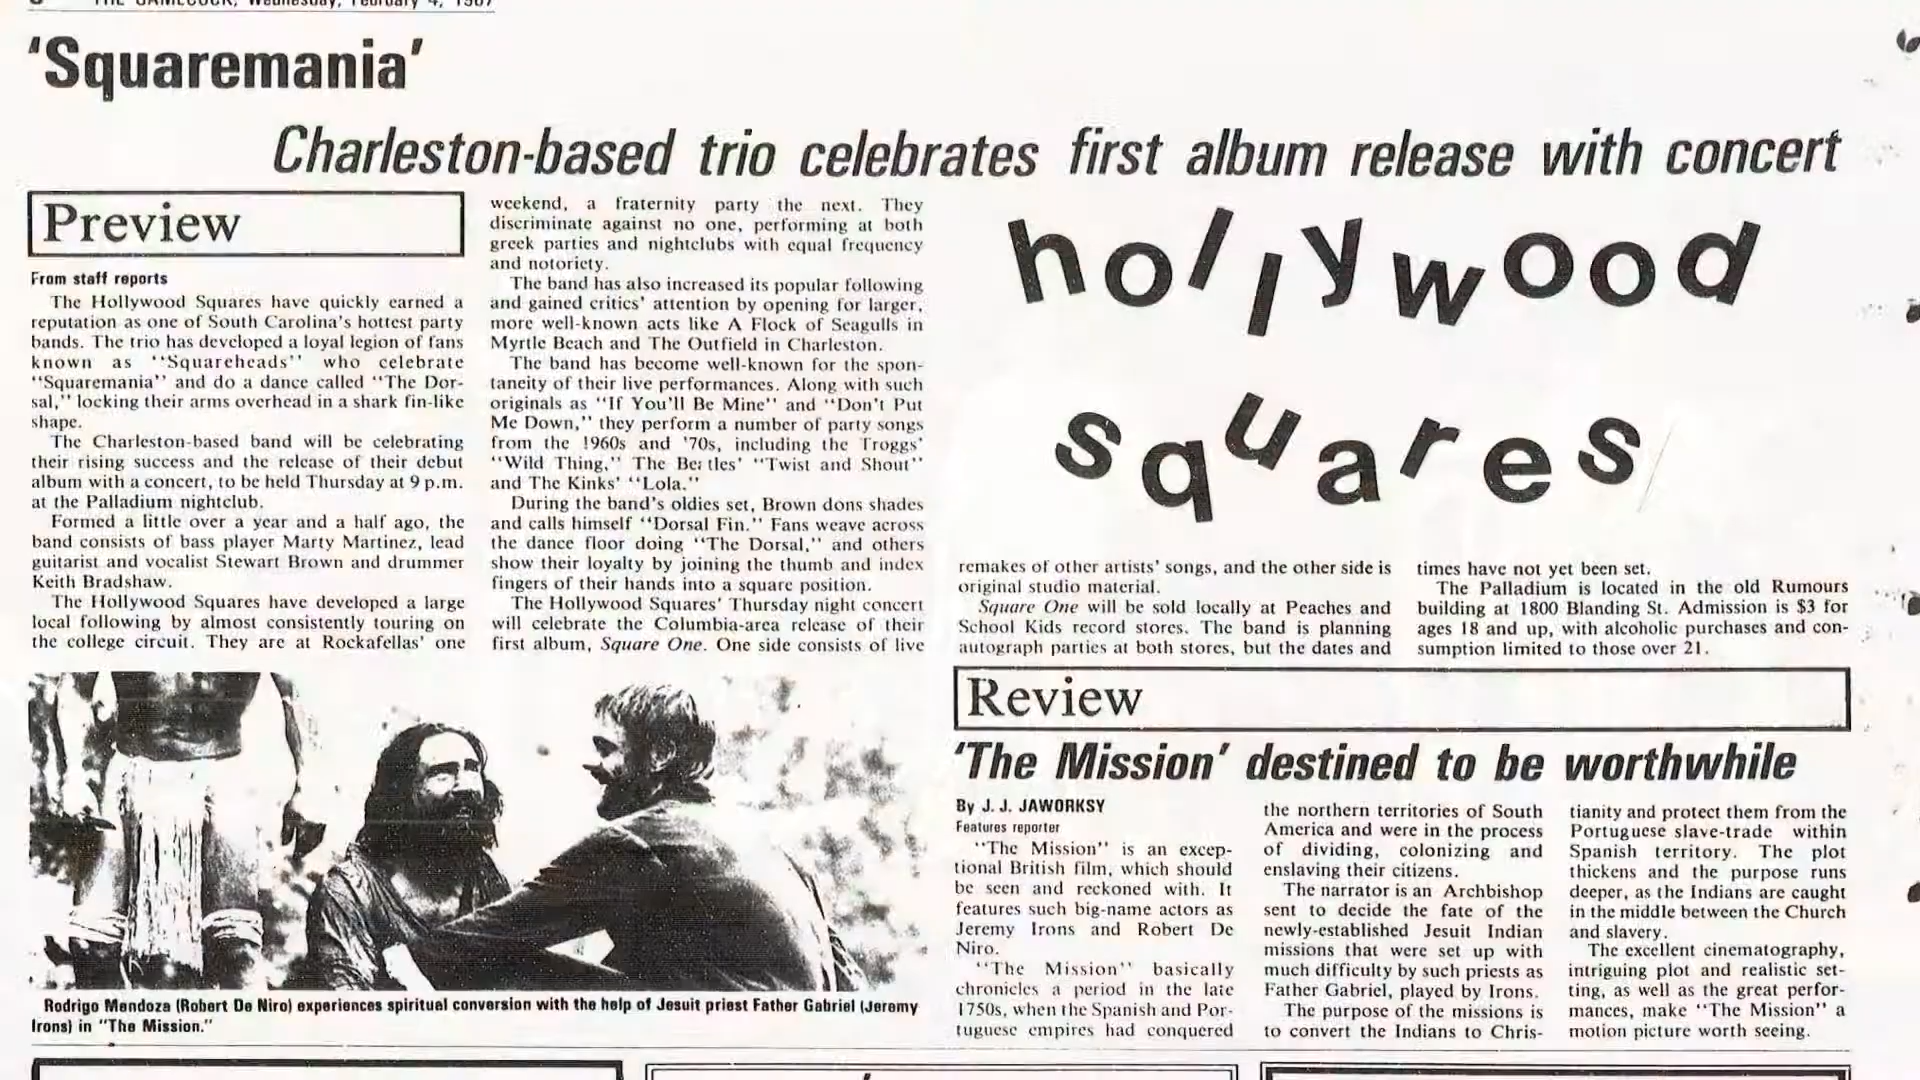 THE GAMECOCK, Wednesday, February 4, 1987
'Squaremania'
Charleston-based trio celebrates first album release with concert
Preview
From staff reports
The Hollywood Squares have quickly earned a
reputation as one of South Carolina's hottest party
bands. The trio has developed a loyal legion of fans
known as "Squareheads" who celebrate
"Squaremania" and do a dance called "The Dor-
sal," locking their arms overhead in a shark fin-like
shape.
The Charleston-based band will be celebrating
their rising success and the release of their debut
album with a concert, to be held Thursday at 9 p.m.
at the Palladium nightclub.
Formed a little over a year and a half ago, the
band consists of bass player Marty Martinez, lead
guitarist and vocalist Stewart Brown and drummer
Keith Bradshaw.
The Hollywood Squares have developed a large
local following by almost consistently touring on
the college circuit. They are at Rockafellas' one
weekend, a fraternity party the next. They
discriminate against no one, performing at both
greek parties and nightclubs with equal frequency
and notoriety.
The band has also increased its popular following
and gained critics' attention by opening for larger,
more well-known acts like A Flock of Seagulls in
Myrtle Beach and The Outfield in Charleston.
The band has become well-known for the spon-
taneity of their live performances. Along with such
originals as "If You'll Be Mine" and "Don't Put
Me Down," they perform a number of party songs
from the 1960s and '70s, including the Troggs'
"Wild Thing," The Beatles' "Twist and Shout"
and The Kinks' "Lola."
During the band's oldies set, Brown dons shades
and calls himself "Dorsal Fin." Fans weave across
the dance floor doing "The Dorsal," and others
show their loyalty by joining the thumb and index
fingers of their hands into a square position.
The Hollywood Squares' Thursday night concert
will celebrate the Columbia-area release of their
first album, Square One. One side consists of live
hollywood
squares
remakes of other artists' songs, and the other side is
original studio material.
Square One will be sold locally at Peaches and
School Kids record stores. The band is planning
autograph parties at both stores, but the dates and
times have not yet been set.
The Palladium is located in the old Rumours
building at 1800 Blanding St. Admission is $3 for
ages 18 and up, with alcoholic purchases and con-
sumption limited to those over 21.
Rodrigo Mendoza (Robert De Niro) experiences spiritual conversion with the help of Jesuit priest Father Gabriel (Jeremy
Irons) in "The Mission."
Review
'The Mission' destined to be worthwhile
By J. J. JAWORKSY
Features reporter
"The Mission" is an excep-
tional British film, which should
be seen and reckoned with. It
features such big-name actors as
Jeremy Irons and Robert De
Niro.
"The Mission" basically
chronicles a period in the late
1750s, when the Spanish and Por-
tuguese empires had conquered
the northern territories of South
America and were in the process
of dividing, colonizing and
enslaving their citizens.
The narrator is an Archbishop
sent to decide the fate of the
newly-established Jesuit Indian
missions that were set up with
much difficulty by such priests as
Father Gabriel, played by Irons.
The purpose of the missions is
to convert the Indians to Chris-
tianity and protect them from the
Portuguese slave-trade within
Spanish territory. The plot
thickens and the purpose runs
deeper, as the Indians are caught
in the middle between the Church
and slavery.
The excellent cinematography,
intriguing plot and realistic set-
ting, as well as the great perfor-
mances, make "The Mission" a
motion picture worth seeing.